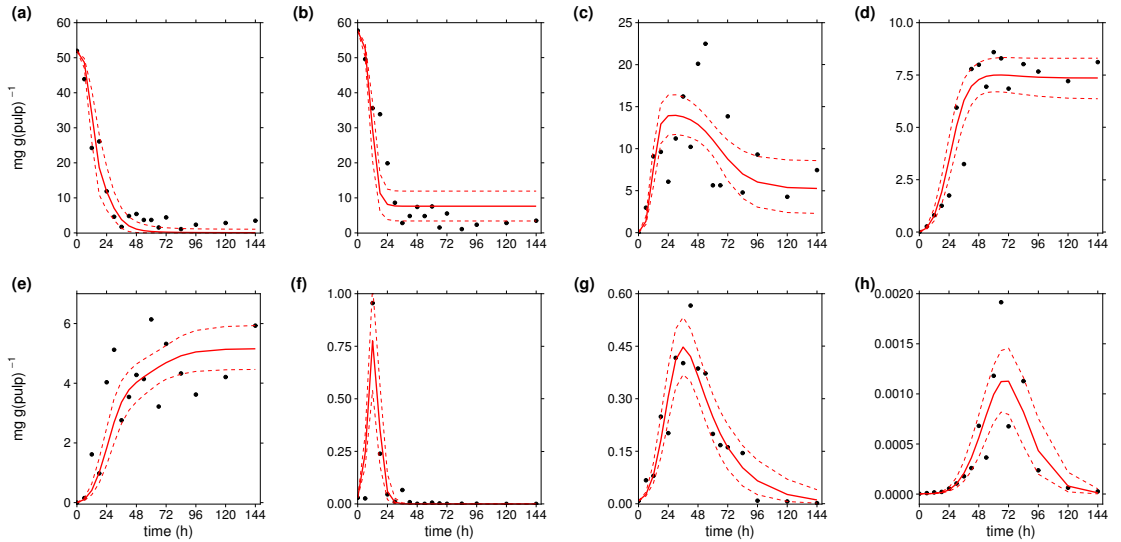 (a)
60
50
40
30
20
10
0
0 24 48 72 96 120 144
mg g(pulp) ⁻¹
(b)
60
50
40
30
20
10
0
0 24 48 72 96 120 144
(c)
25
20
15
10
5
0
0 24 48 72 96 120 144
(d)
10.0
7.5
5.0
2.5
0.0
0 24 48 72 96 120 144
(e)
6
4
2
0
0 24 48 72 96 120 144
mg g(pulp) ⁻¹
time (h)
(f)
1.00
0.75
0.50
0.25
0.00
0 24 48 72 96 120 144
time (h)
(g)
0.60
0.45
0.30
0.15
0.00
0 24 48 72 96 120 144
time (h)
(h)
0.0020
0.0015
0.0010
0.0005
0.0000
0 24 48 72 96 120 144
time (h)